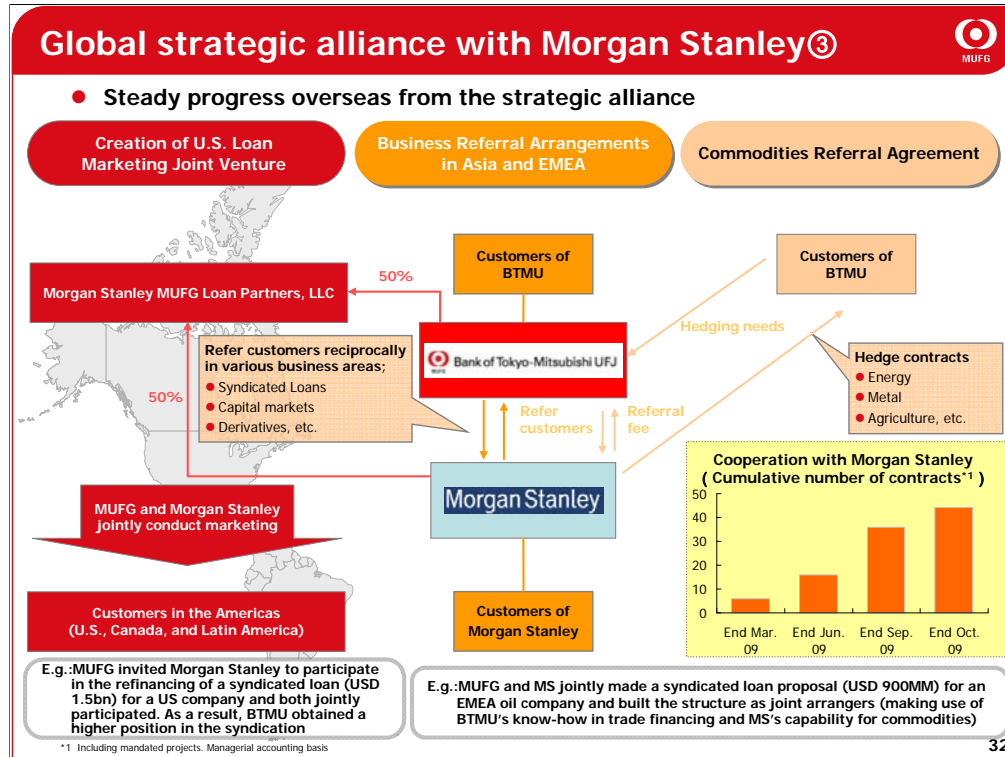 Global strategic alliance with Morgan Stanley③
MUFG
● Steady progress overseas from the strategic alliance
Creation of U.S. Loan
Marketing Joint Venture
Business Referral Arrangements
in Asia and EMEA
Commodities Referral Agreement
Morgan Stanley MUFG Loan Partners, LLC
50%
50%
Customers of
BTMU
Customers of
BTMU
Hedging needs
MUFG
Bank of Tokyo-Mitsubishi UFJ
Refer customers reciprocally
in various business areas;
● Syndicated Loans
● Capital markets
● Derivatives, etc.
Refer
customers
Referral
fee
Hedge contracts
● Energy
● Metal
● Agriculture, etc.
Morgan Stanley
MUFG and Morgan Stanley
jointly conduct marketing
Customers in the Americas
(U.S., Canada, and Latin America)
Customers of
Morgan Stanley
Cooperation with Morgan Stanley
( Cumulative number of contracts*1 )
50
40
30
20
10
0
End Mar. End Jun. End Sep. End Oct.
09 09 09 09
E.g.:MUFG invited Morgan Stanley to participate
in the refinancing of a syndicated loan (USD
1.5bn) for a US company and both jointly
participated. As a result, BTMU obtained a
higher position in the syndication
E.g.:MUFG and MS jointly made a syndicated loan proposal (USD 900MM) for an
EMEA oil company and built the structure as joint arrangers (making use of
BTMU's know-how in trade financing and MS's capability for commodities)
*1 Including mandated projects. Managerial accounting basis
32